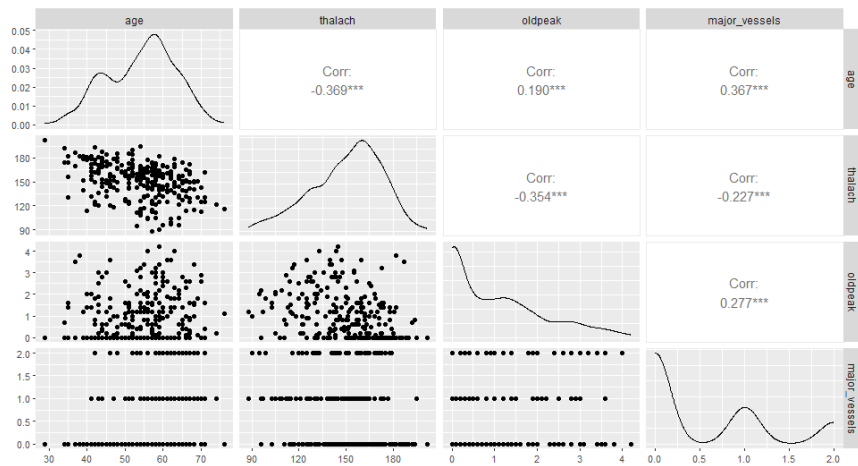 age
thalach
oldpeak
major_vessels
0.05
0.04
0.03
0.02
0.01
0.00
Corr:
-0.369***
Corr:
0.190***
Corr:
0.367***
age
180
150
120
90
Corr:
-0.354***
Corr:
-0.227***
thalach
4
3
2
1
0
Corr:
0.277***
oldpeak
2.0
1.5
1.0
0.5
0.0
major_vessels
30 40 50 60 70
90 120 150 180
0 1 2 3 4
0.0 0.5 1.0 1.5 2.0